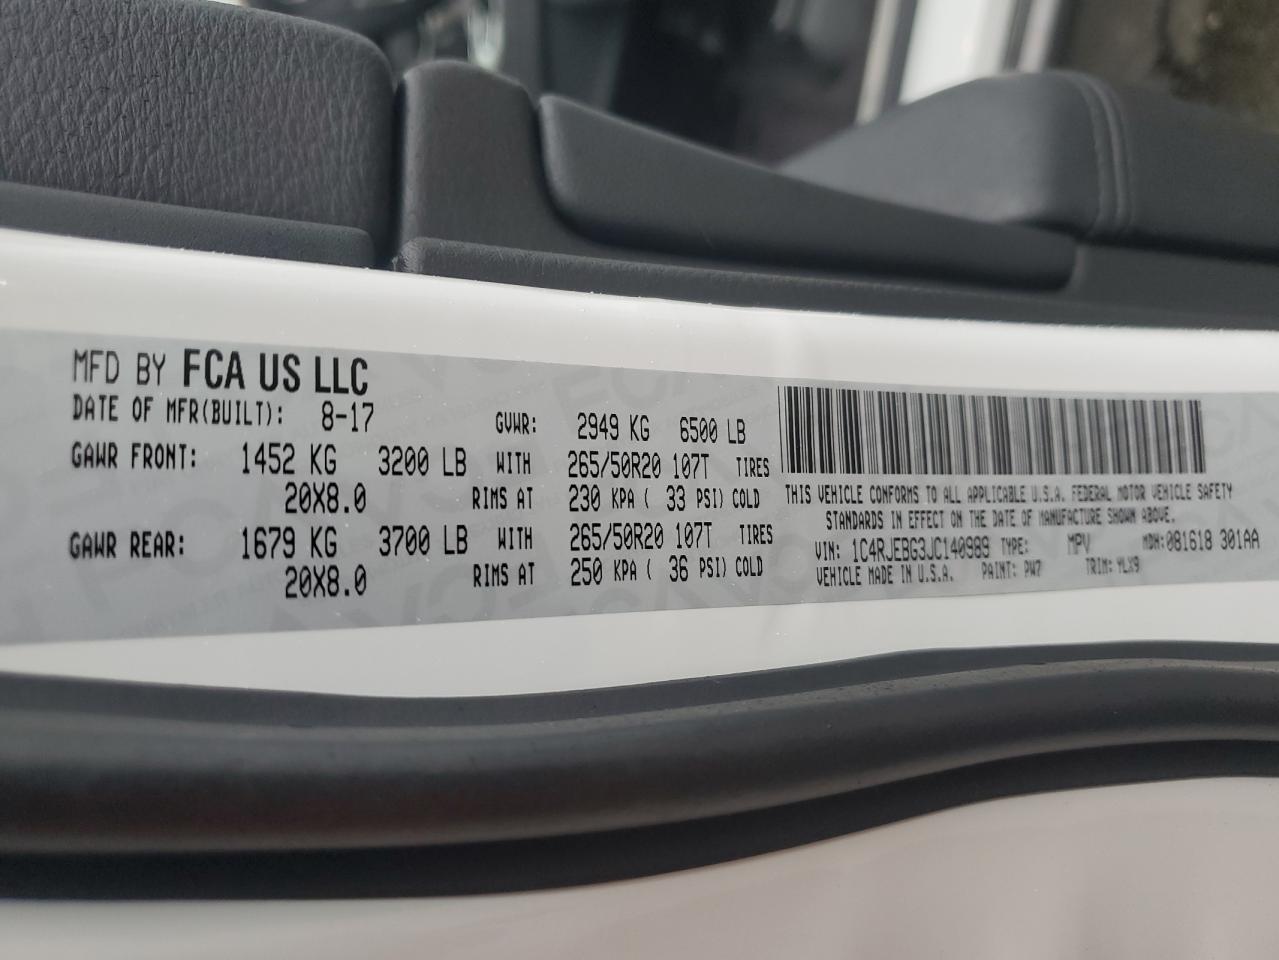 MFD BY FCA US LLC
DATE OF MFR(BUILT): 8-17 GVWR: 2949 KG 6500 LB
GAWR FRONT: 1452 KG 3200 LB WITH 265/50R20 107T TIRES
20X8.0 RIMS AT 230 KPA ( 33 PSI) COLD
GAWR REAR: 1679 KG 3700 LB WITH 265/50R20 107T TIRES
20X8.0 RIMS AT 250 KPA ( 36 PSI) COLD
THIS VEHICLE CONFORMS TO ALL APPLICABLE U.S.A. FEDERAL MOTOR VEHICLE SAFETY
STANDARDS IN EFFECT ON THE DATE OF MANUFACTURE SHOWN ABOVE.
VIN: 1C4RJEBG3JC140989 TYPE: MPV MDH: 081618 301AA
VEHICLE MADE IN U.S.A. PAINT: PW7 TRIM: YLX9